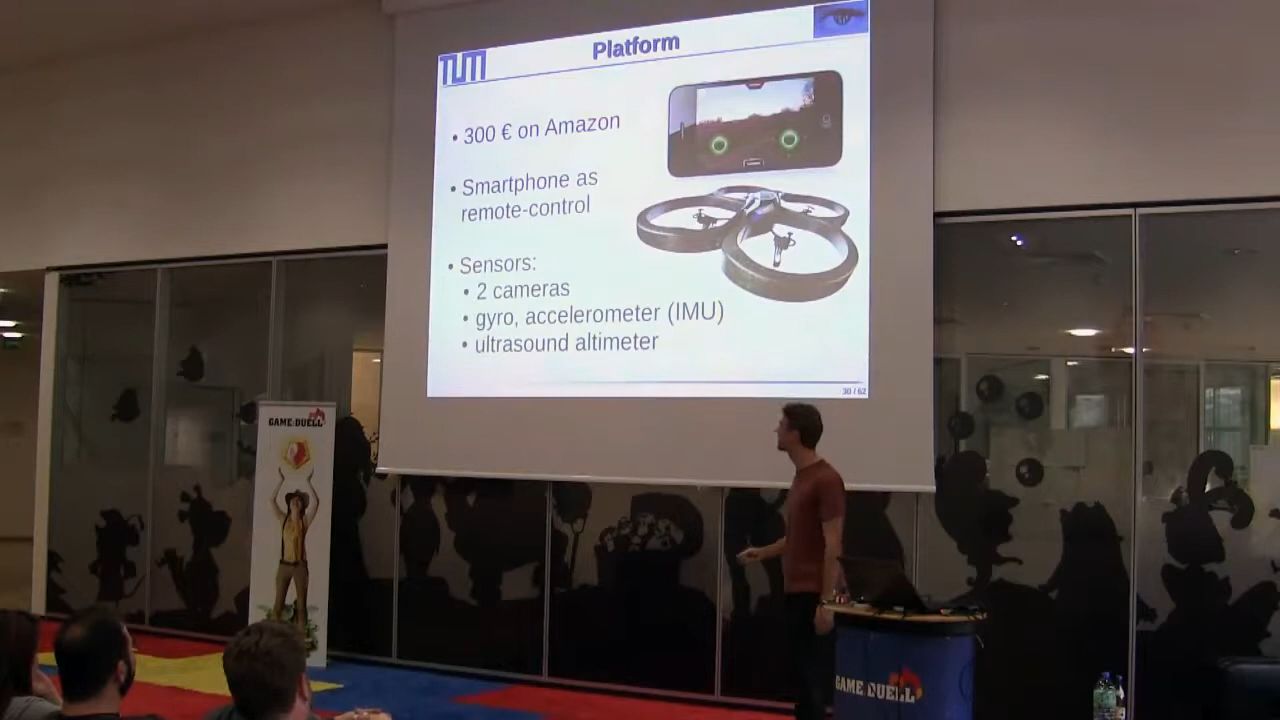 TUM
Platform
• 300 € on Amazon
• Smartphone as
remote-control
• Sensors:
• 2 cameras
• gyro, accelerometer (IMU)
• ultrasound altimeter
30 / 62
GAME DUELL
GAME DUELL